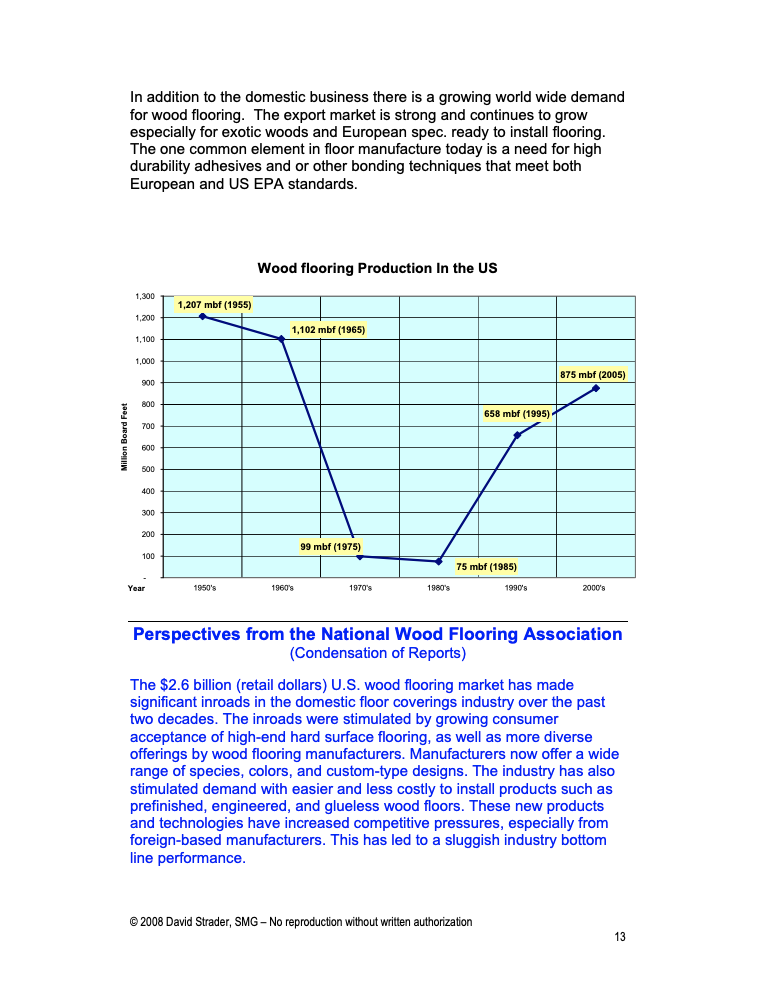 In addition to the domestic business there is a growing world wide demand
for wood flooring.  The export market is strong and continues to grow
especially for exotic woods and European spec. ready to install flooring.
The one common element in floor manufacture today is a need for high
durability adhesives and or other bonding techniques that meet both
European and US EPA standards.
Wood flooring Production In the US
Million Board Feet
1,300
1,200
1,100
1,000
900
800
700
600
500
400
300
200
100
-
1,207 mbf (1955)
1,102 mbf (1965)
99 mbf (1975)
75 mbf (1985)
658 mbf (1995)
875 mbf (2005)
Year 1950's 1960's 1970's 1980's 1990's 2000's
Perspectives from the National Wood Flooring Association
(Condensation of Reports)
The $2.6 billion (retail dollars) U.S. wood flooring market has made
significant inroads in the domestic floor coverings industry over the past
two decades. The inroads were stimulated by growing consumer
acceptance of high-end hard surface flooring, as well as more diverse
offerings by wood flooring manufacturers. Manufacturers now offer a wide
range of species, colors, and custom-type designs. The industry has also
stimulated demand with easier and less costly to install products such as
prefinished, engineered, and glueless wood floors. These new products
and technologies have increased competitive pressures, especially from
foreign-based manufacturers. This has led to a sluggish industry bottom
line performance.
© 2008 David Strader, SMG – No reproduction without written authorization
13